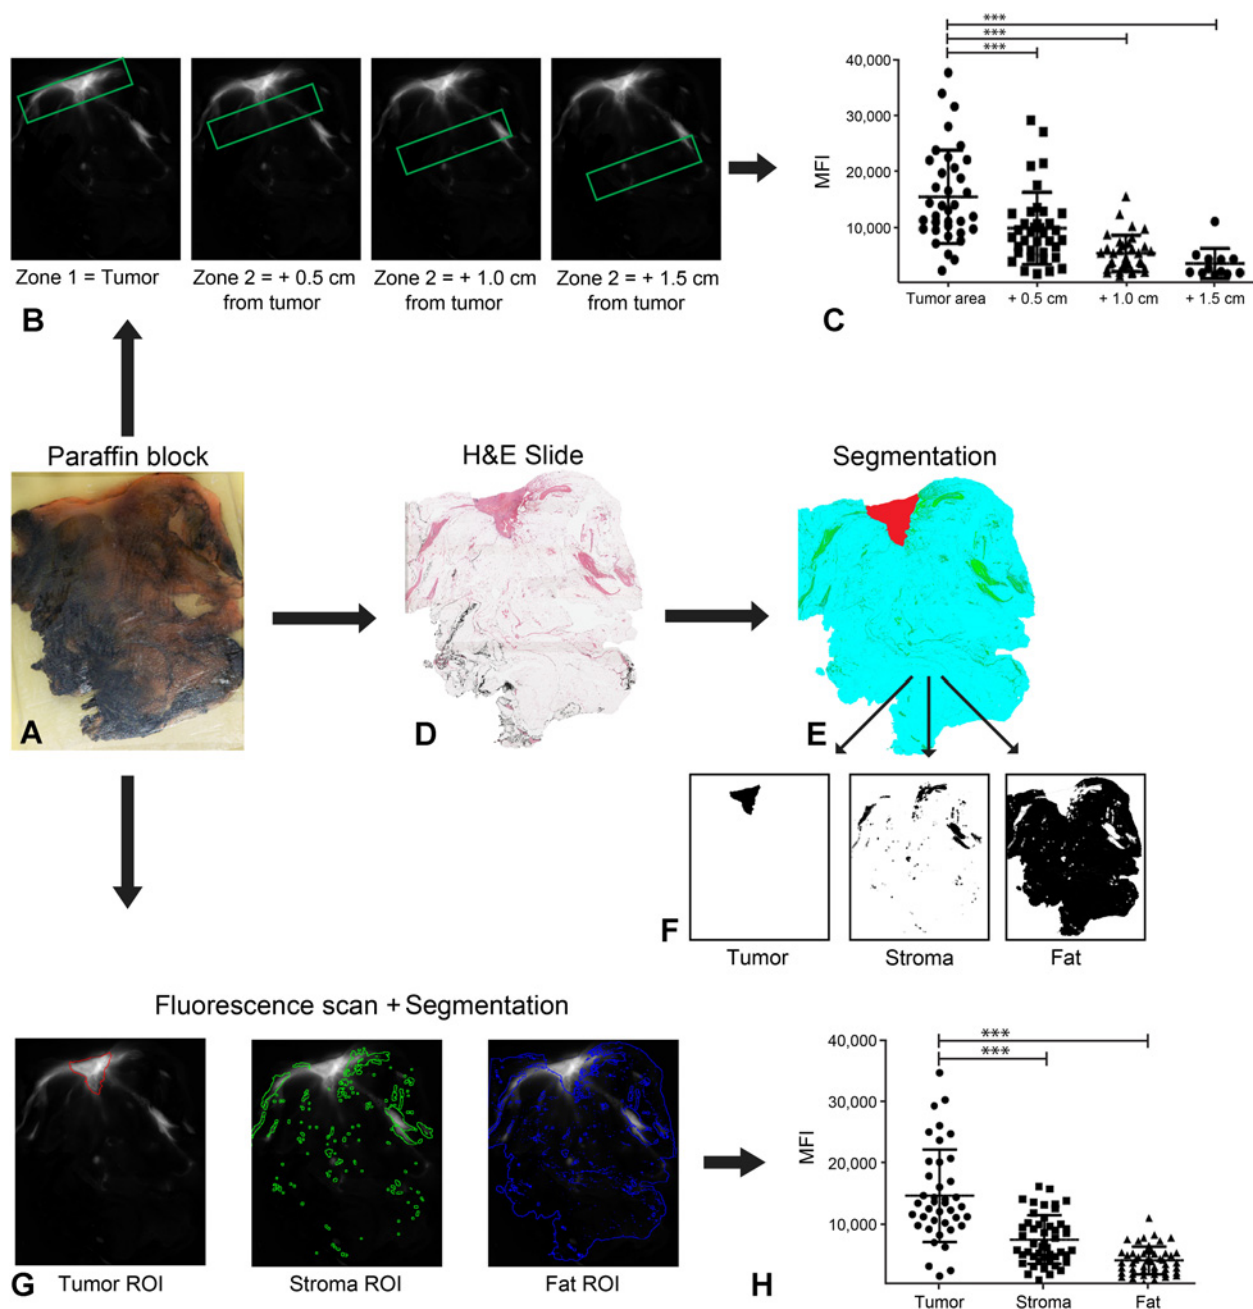 ***
***
***
40,000
30,000
20,000
10,000
MFI
Tumor area
+ 0.5 cm
+ 1.0 cm
+ 1.5 cm
C
Zone 1 = Tumor
Zone 2 = + 0.5 cm
from tumor
Zone 2 = + 1.0 cm
from tumor
Zone 2 = + 1.5 cm
from tumor
B
Paraffin block
A
H&E Slide
D
Segmentation
E
F
Tumor
Stroma
Fat
Fluorescence scan + Segmentation
G
Tumor ROI
Stroma ROI
Fat ROI
***
***
40,000
30,000
20,000
10,000
MFI
H
Tumor
Stroma
Fat